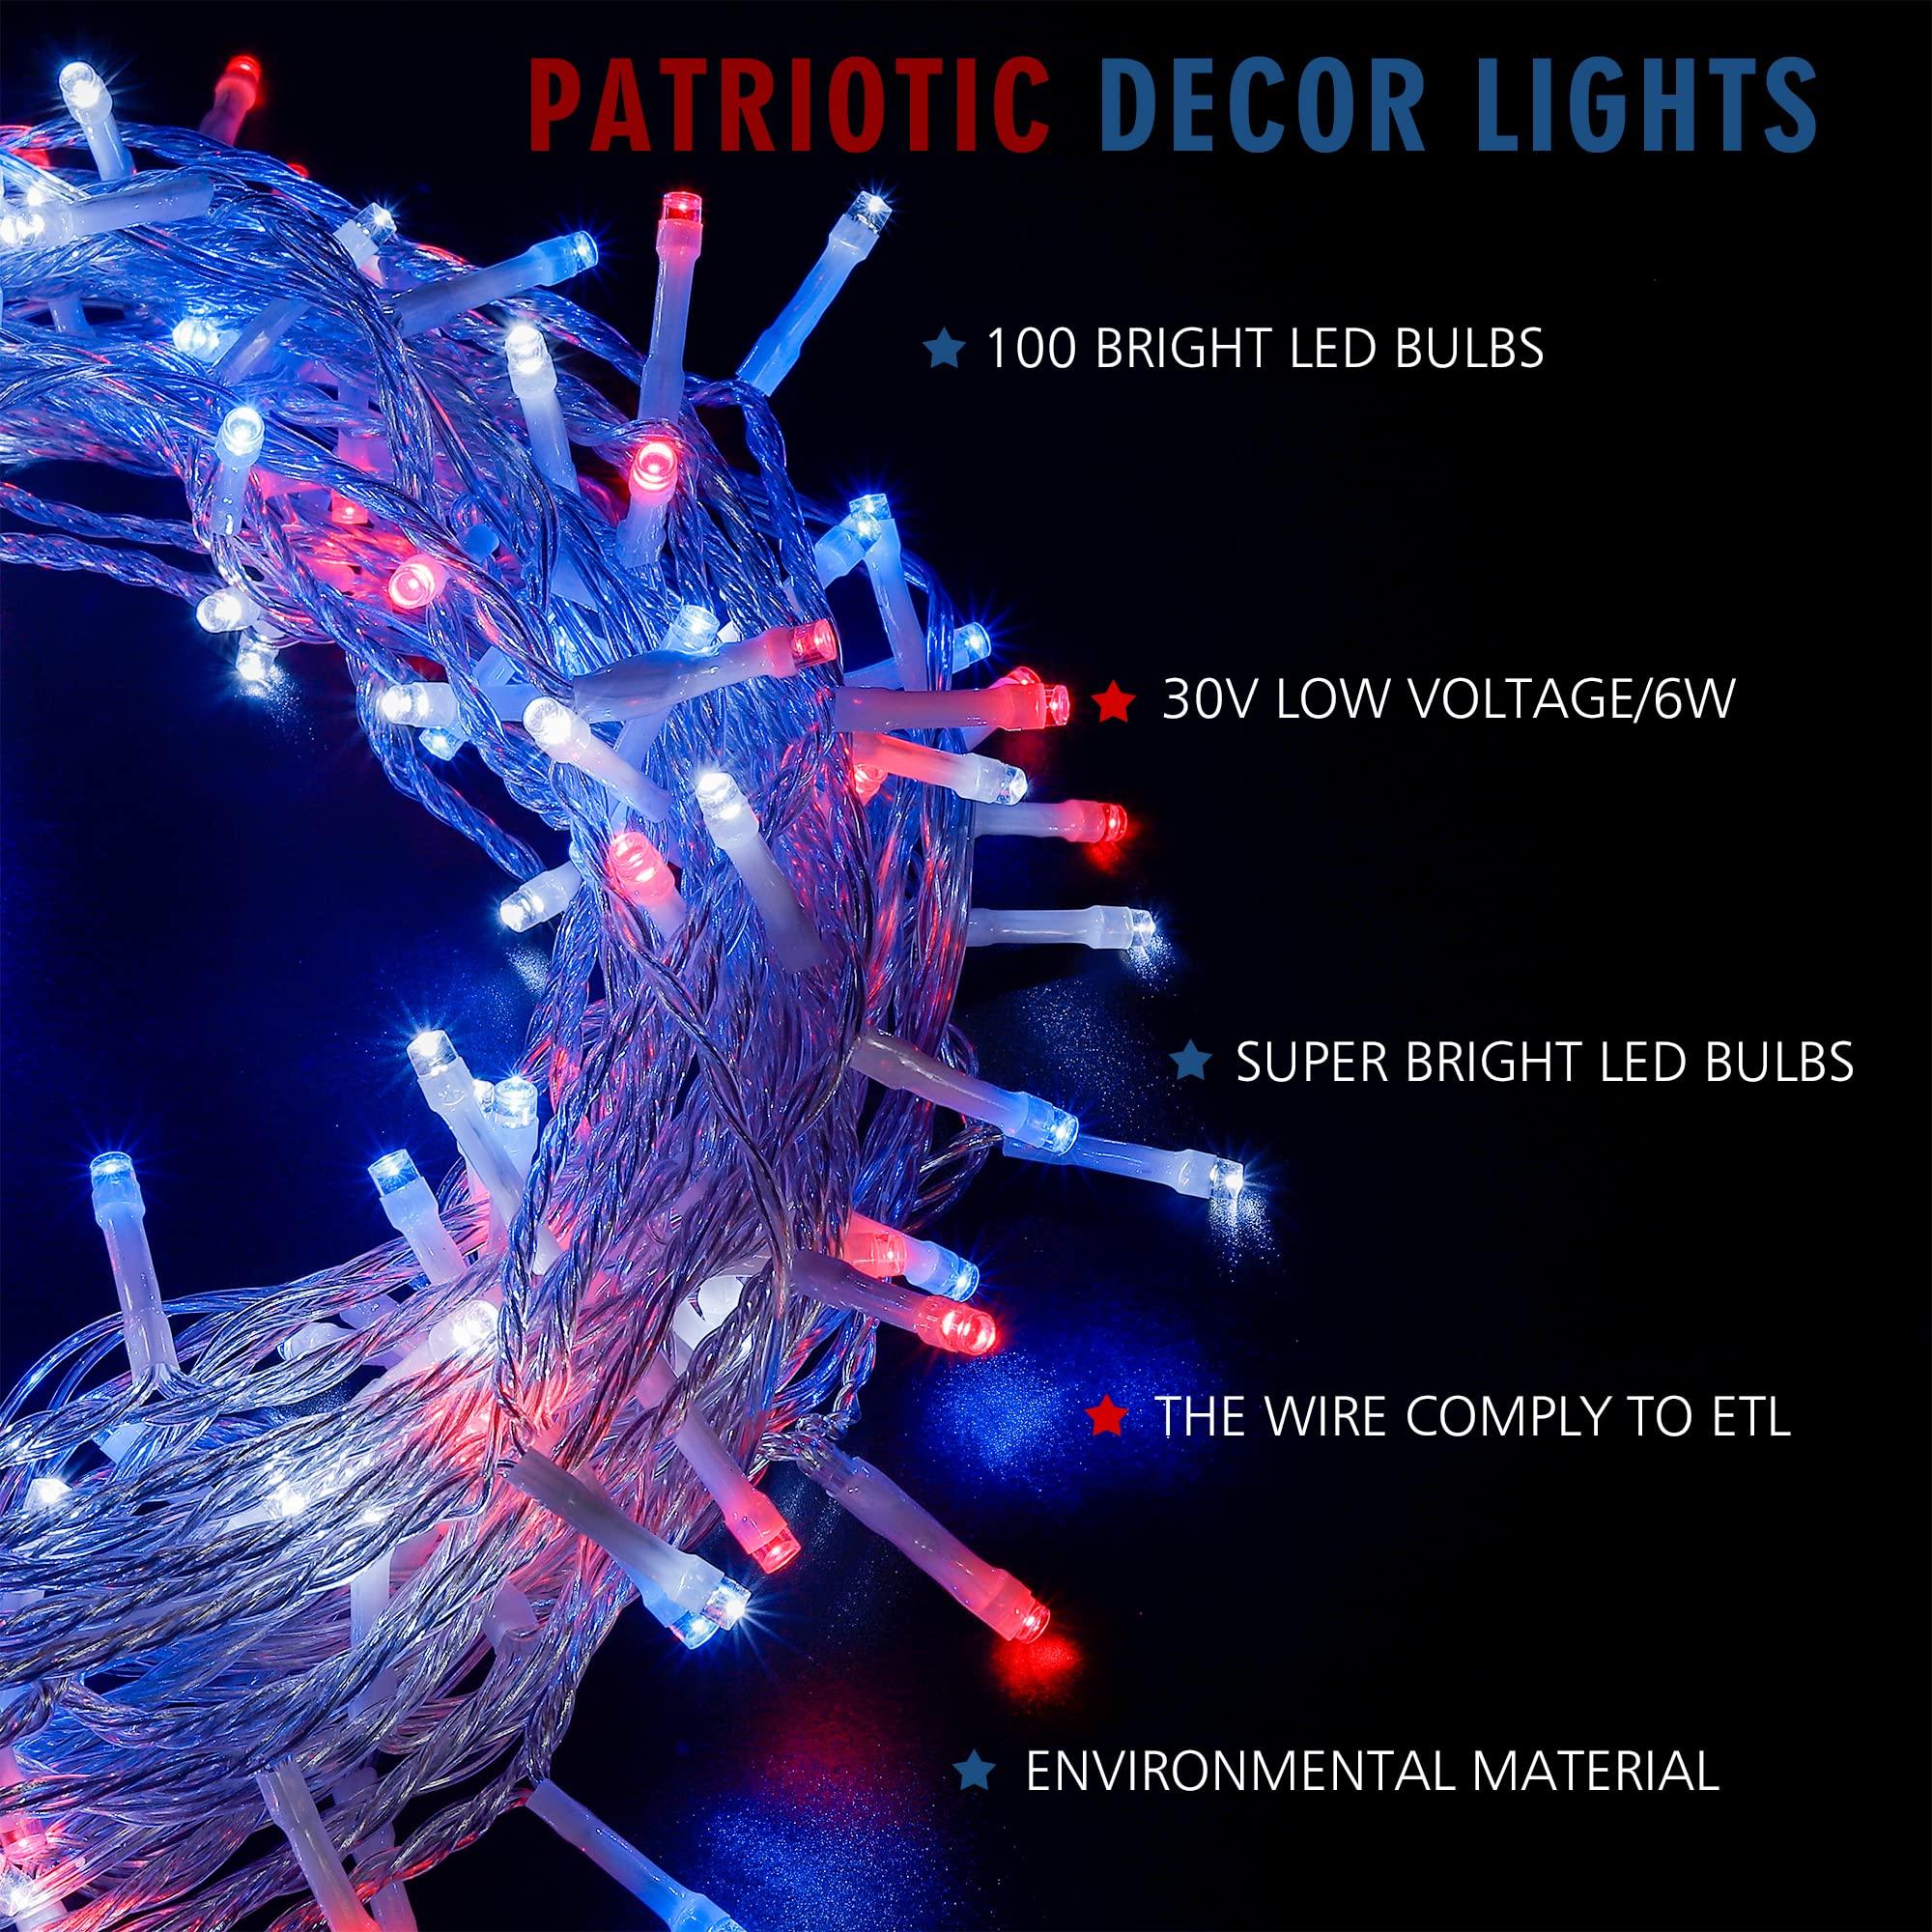 PATRIOTIC DECOR LIGHTS
100 BRIGHT LED BULBS
30V LOW VOLTAGE/6W
SUPER BRIGHT LED BULBS
THE WIRE COMPLY TO ETL
ENVIRONMENTAL MATERIAL